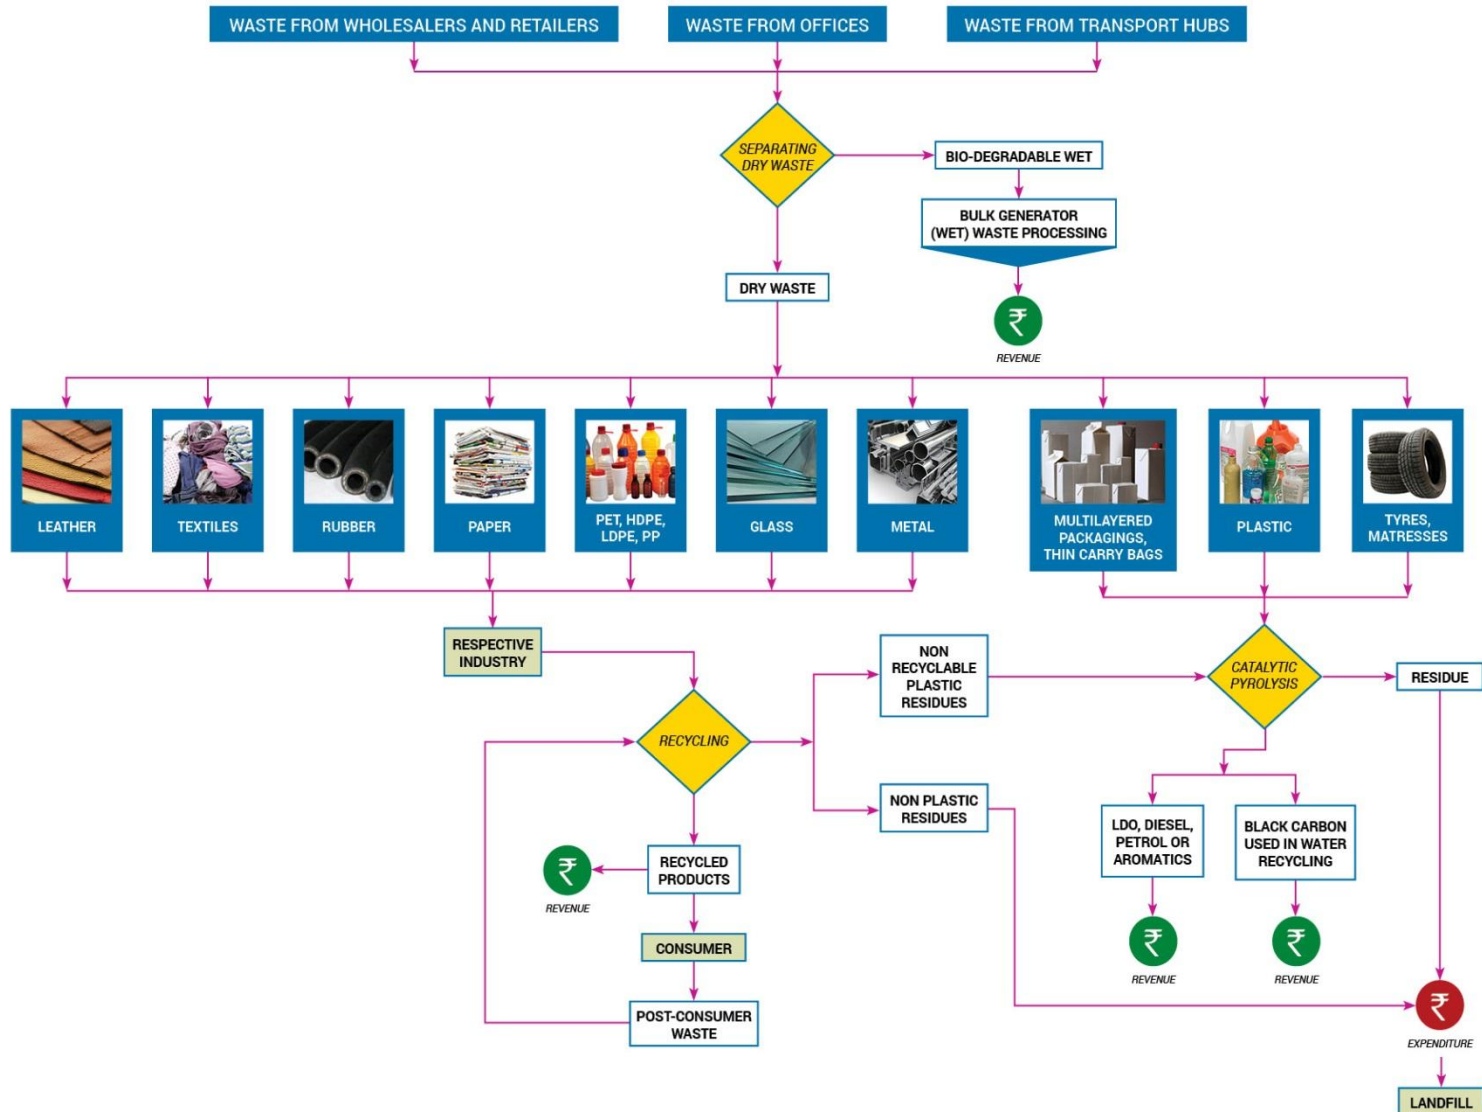 WASTE FROM WHOLESALERS AND RETAILERS
WASTE FROM OFFICES
WASTE FROM TRANSPORT HUBS
SEPARATING
DRY WASTE
BIO-DEGRADABLE WET
BULK GENERATOR
(WET) WASTE PROCESSING
DRY WASTE
₹
REVENUE
LEATHER
TEXTILES
RUBBER
PAPER
PET, HDPE,
LDPE, PP
GLASS
METAL
MULTILAYERED
PACKAGINGS,
THIN CARRY BAGS
PLASTIC
TYRES,
MATRESSES
RESPECTIVE
INDUSTRY
NON
RECYCLABLE
PLASTIC
RESIDUES
CATALYTIC
PYROLYSIS
RESIDUE
RECYCLING
NON PLASTIC
RESIDUES
LDO, DIESEL,
PETROL OR
AROMATICS
BLACK CARBON
USED IN WATER
RECYCLING
RECYCLED
PRODUCTS
₹
REVENUE
CONSUMER
₹
REVENUE
₹
REVENUE
POST-CONSUMER
WASTE
₹
EXPENDITURE
LANDFILL